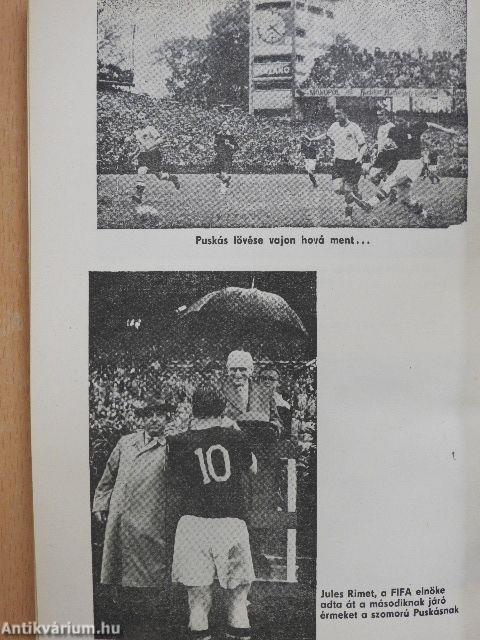 MONOPOL
Puskás lövése vajon hová ment...
10
Jules Rimet, a FIFA elnöke
adta át a másodiknak járó
érmeket a szomorú Puskásnak
Antikvárium.hu